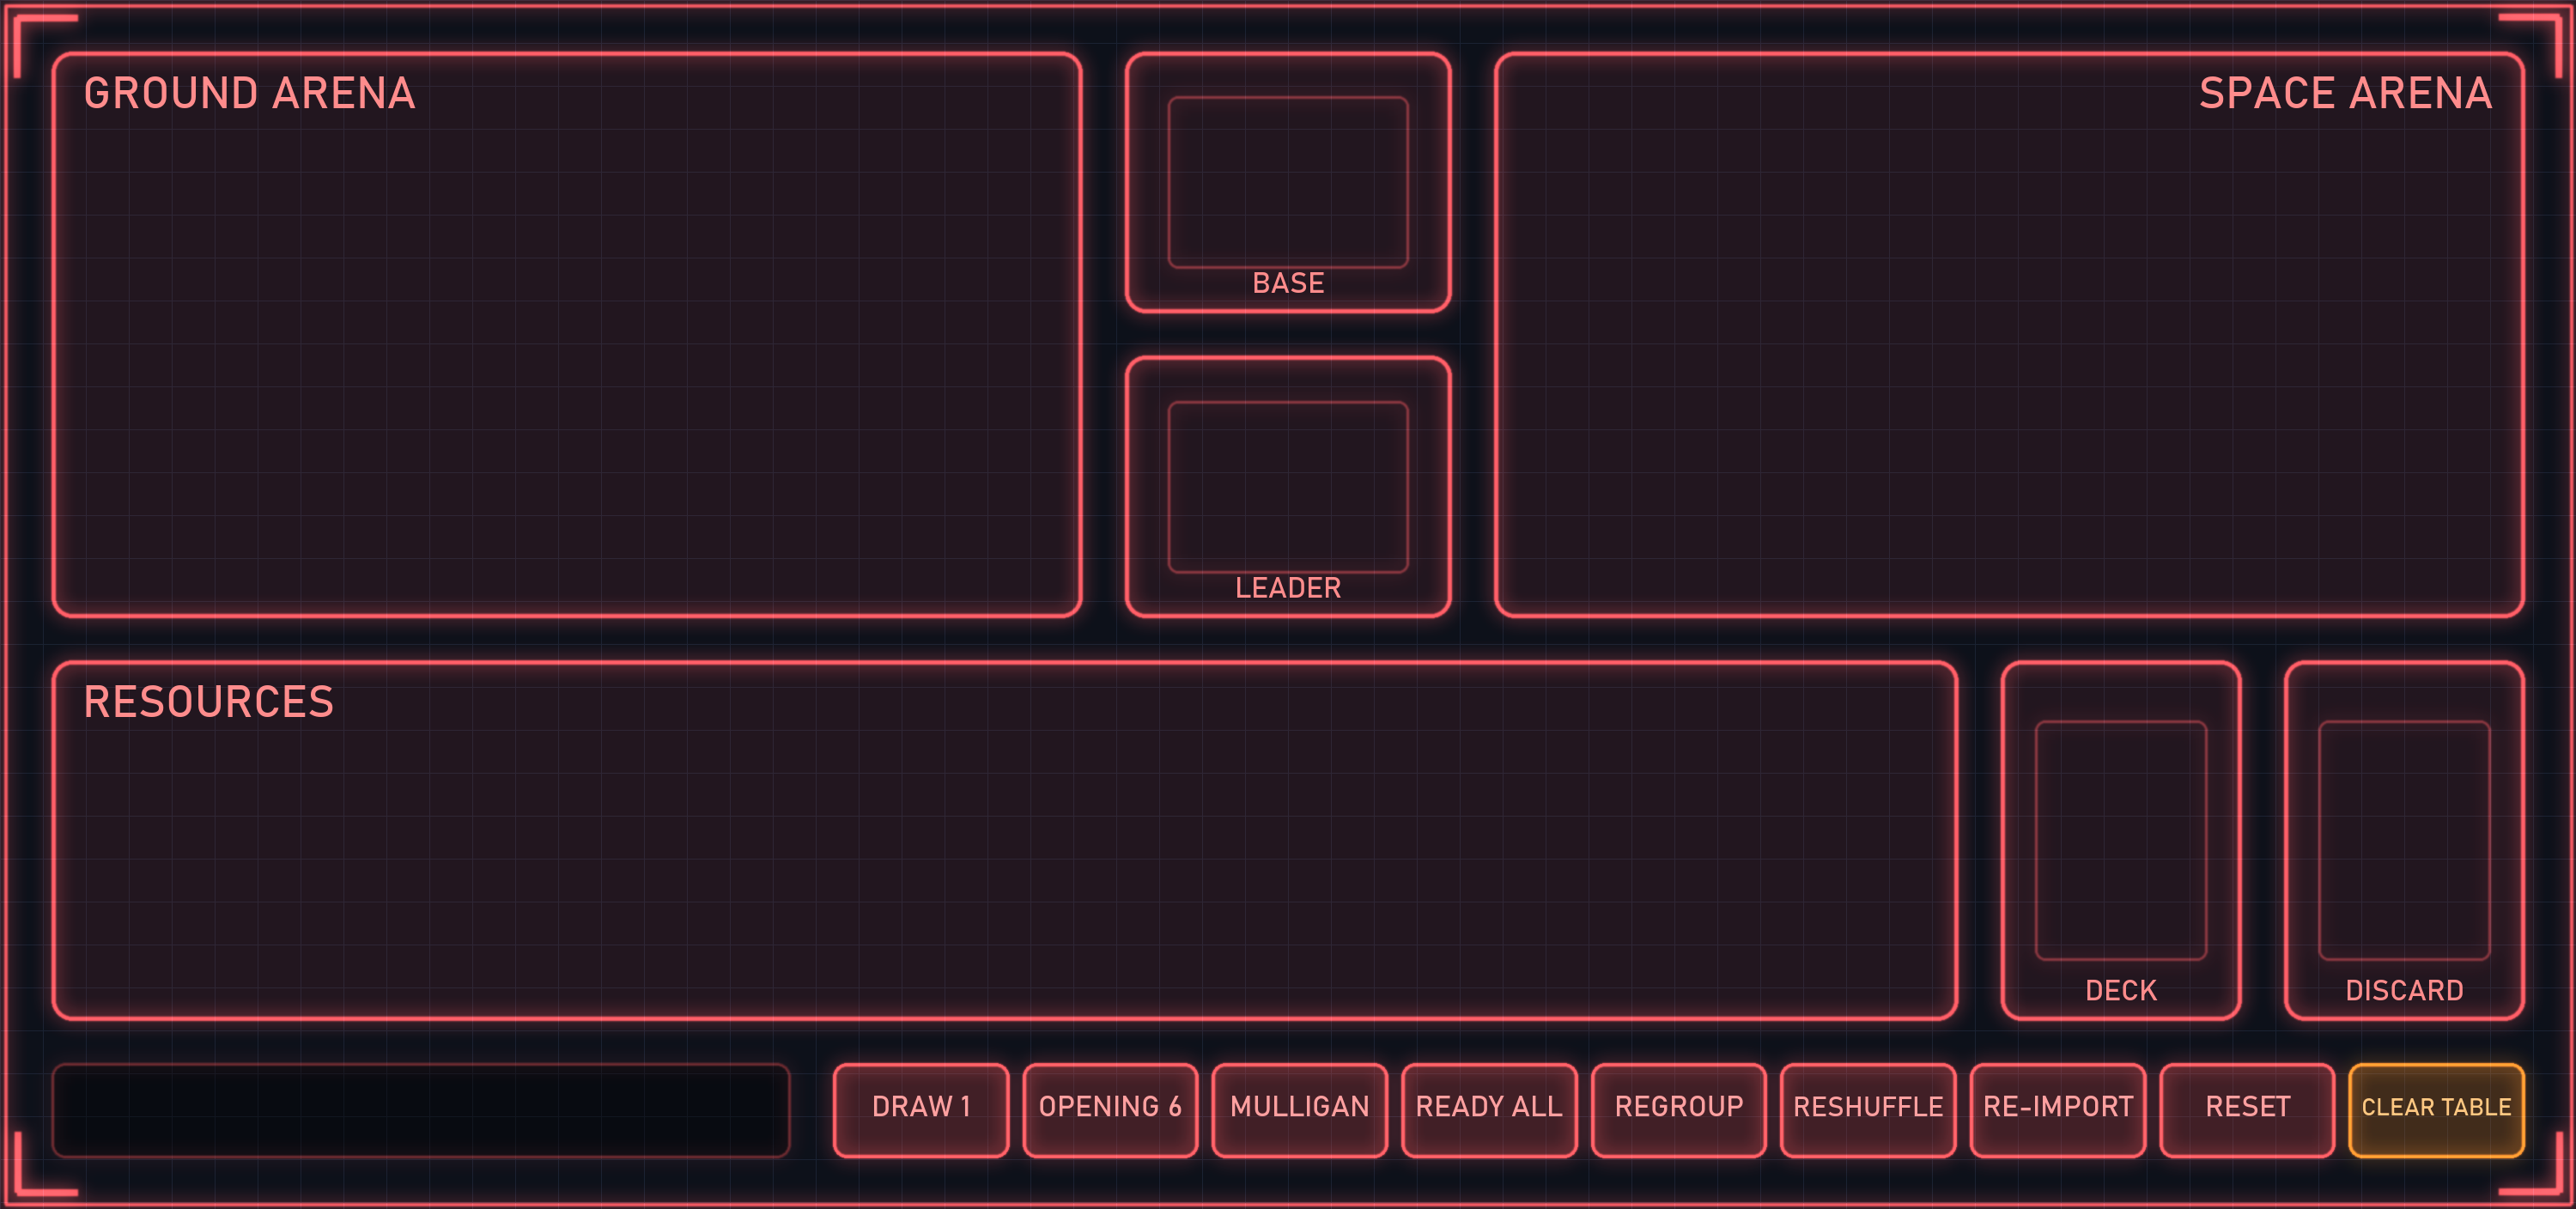 GROUND ARENA
BASE
SPACE ARENA
LEADER
RESOURCES
DECK
DISCARD
DRAW 1
OPENING 6
MULLIGAN
READY ALL
REGROUP
RESHUFFLE
RE-IMPORT
RESET
CLEAR TABLE